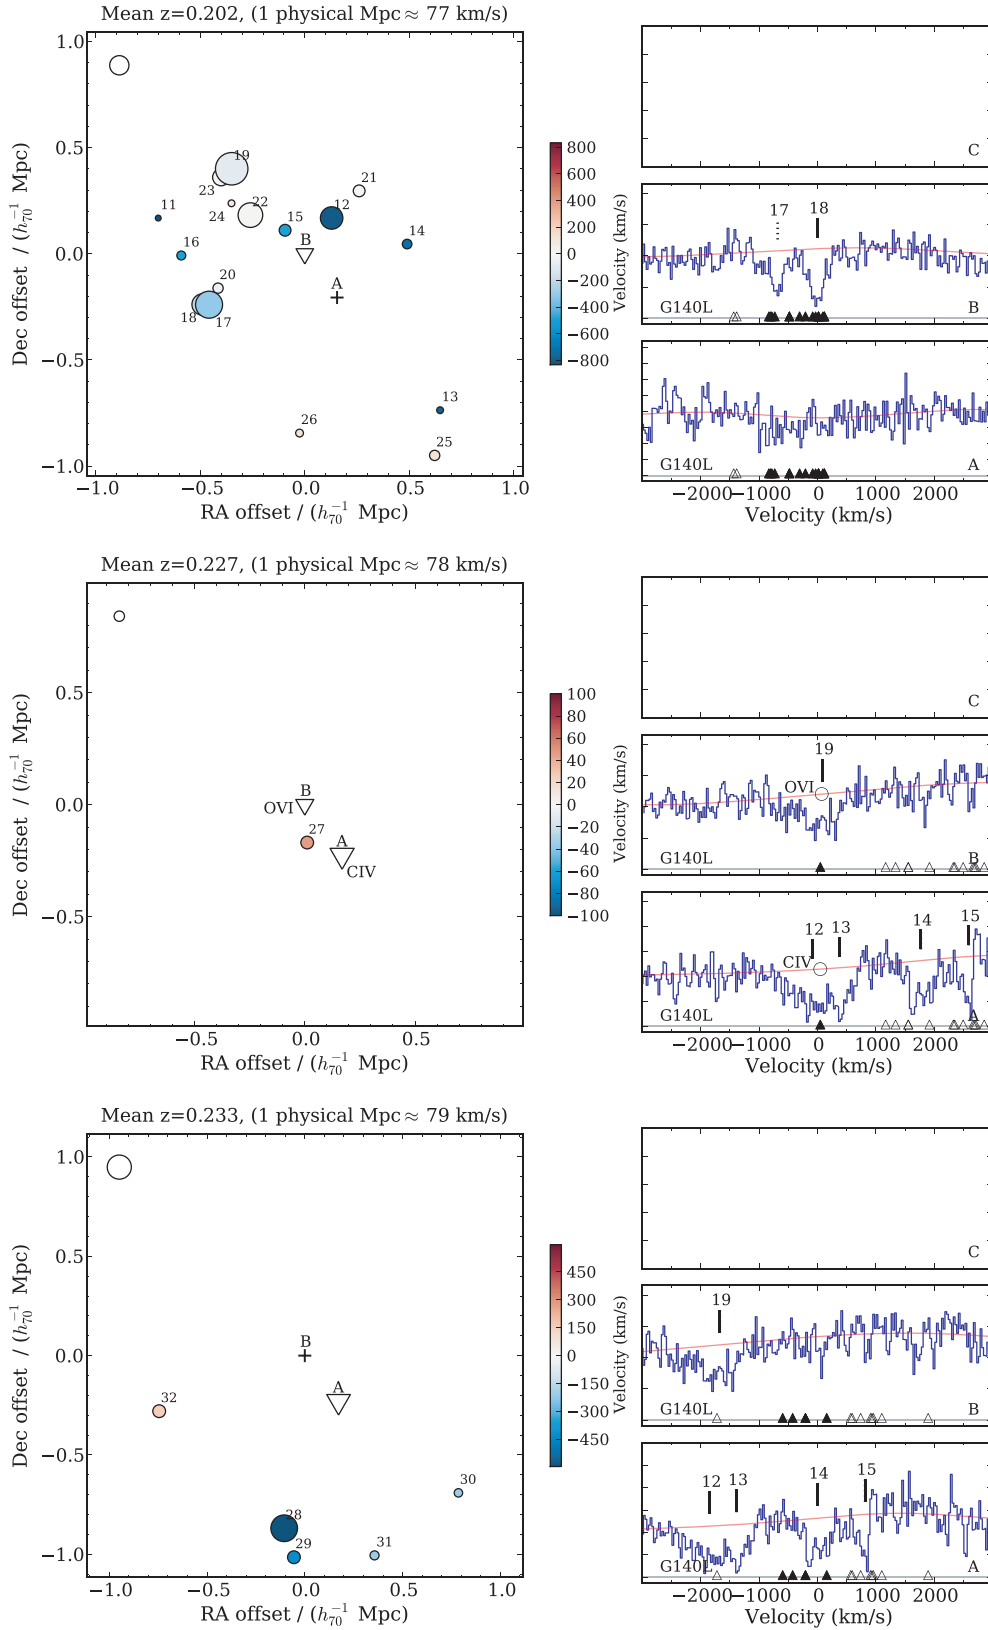 Mean z=0.202, (1 physical Mpc≈ 77 km/s)
1.0
0.5
0.0
−0.5
−1.0
Dec offset / (h₇₀⁻¹ Mpc)
19
23
24
22
11
16
15
12
21
14
B
A
20
18
17
13
26
25
−1.0
−0.5
0.0
0.5
1.0
RA offset / (h₇₀⁻¹ Mpc)
800
600
400
200
0
−200
−400
−600
−800
Velocity (km/s)
C
17
18
G140L
B
G140L
A
−2000
−1000
0
1000
2000
Velocity (km/s)
Mean z=0.227, (1 physical Mpc≈ 78 km/s)
0.5
0.0
−0.5
Dec offset / (h₇₀⁻¹ Mpc)
B
OVI
27
A
CIV
−0.5
0.0
0.5
RA offset / (h₇₀⁻¹ Mpc)
100
80
60
40
20
0
−20
−40
−60
−80
−100
Velocity (km/s)
C
19
OVI
G140L
B
12
13
14
15
CIV
G140L
A
−2000
−1000
0
1000
2000
Velocity (km/s)
Mean z=0.233, (1 physical Mpc≈ 79 km/s)
1.0
0.5
0.0
−0.5
−1.0
Dec offset / (h₇₀⁻¹ Mpc)
B
A
32
28
29
30
31
−1.0
−0.5
0.0
0.5
1.0
RA offset / (h₇₀⁻¹ Mpc)
450
300
150
0
−150
−300
−450
Velocity (km/s)
C
19
G140L
B
12
13
14
15
G140L
A
−2000
−1000
0
1000
2000
Velocity (km/s)